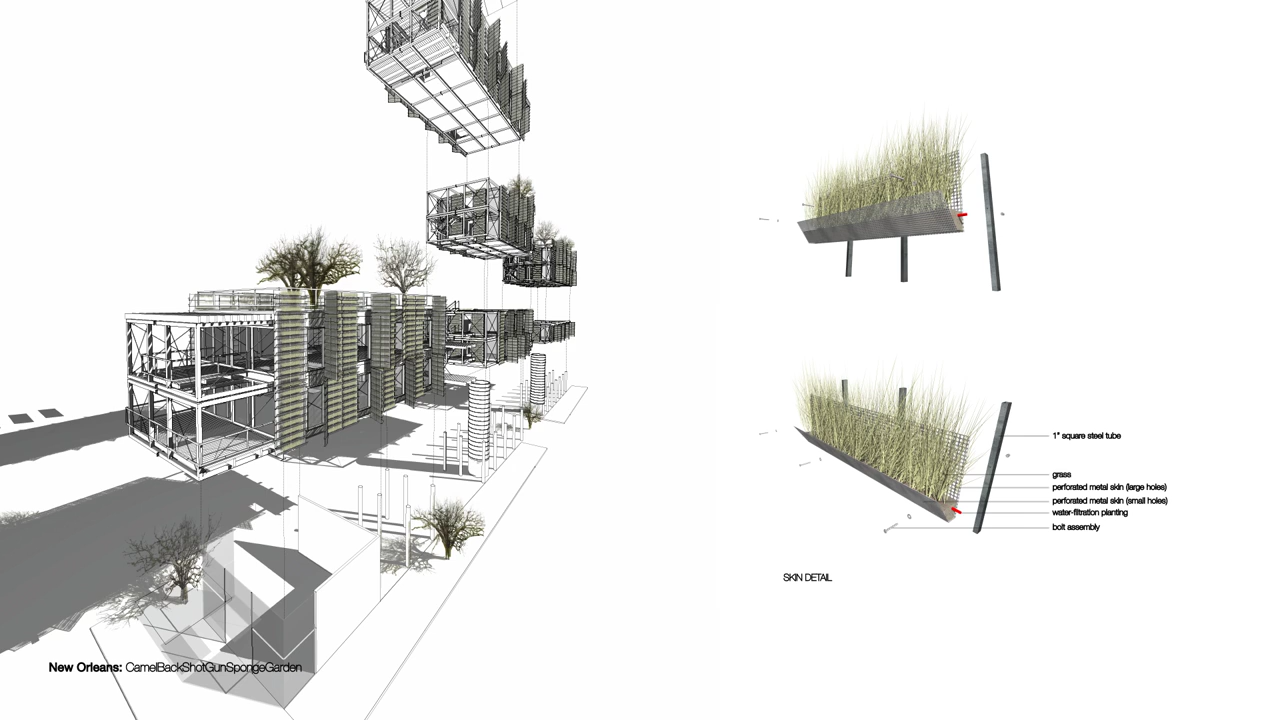 1" square steel tube
grass
perforated metal skin (large holes)
perforated metal skin (small holes)
water-filtration planting
bolt assembly
SKIN DETAIL
New Orleans: CamelBackShotGunSpongeGarden